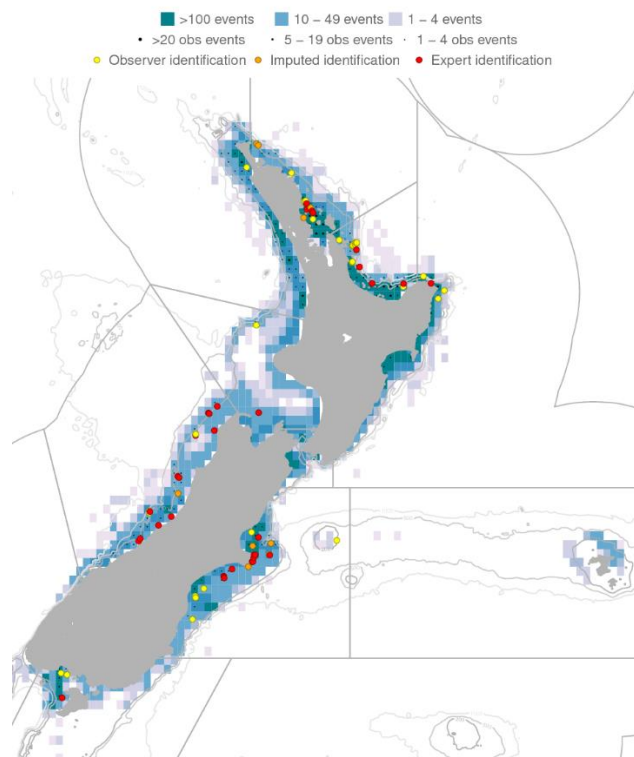 >100 events 10 – 49 events 1 – 4 events
>20 obs events 5 – 19 obs events 1 – 4 obs events
Observer identification Imputed identification Expert identification